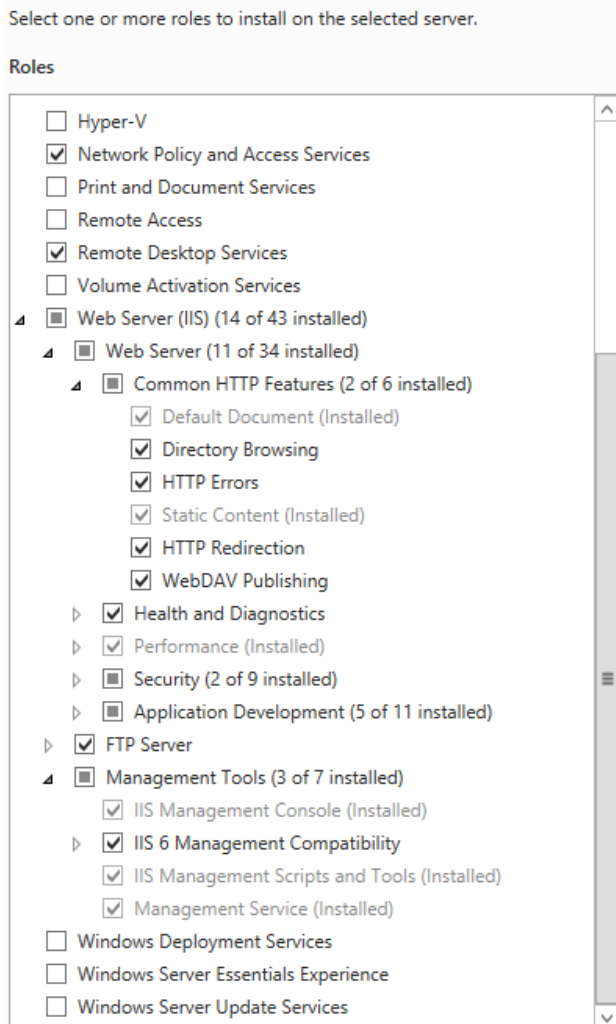 Select one or more roles to install on the selected server.
Roles
Hyper-V
Network Policy and Access Services
Print and Document Services
Remote Access
Remote Desktop Services
Volume Activation Services
Web Server (IIS) (14 of 43 installed)
Web Server (11 of 34 installed)
Common HTTP Features (2 of 6 installed)
Default Document (Installed)
Directory Browsing
HTTP Errors
Static Content (Installed)
HTTP Redirection
WebDAV Publishing
Health and Diagnostics
Performance (Installed)
Security (2 of 9 installed)
Application Development (5 of 11 installed)
FTP Server
Management Tools (3 of 7 installed)
IIS Management Console (Installed)
IIS 6 Management Compatibility
IIS Management Scripts and Tools (Installed)
Management Service (Installed)
Windows Deployment Services
Windows Server Essentials Experience
Windows Server Update Services